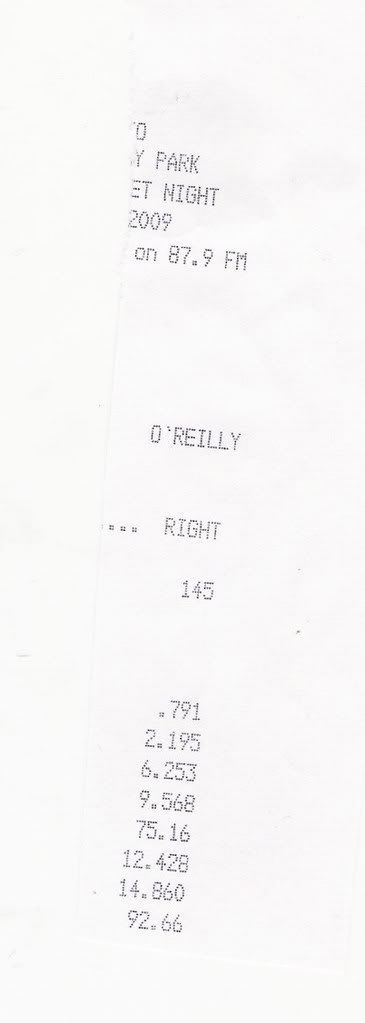 O
Y PARK
ET NIGHT
2009
on 87.9 FM
O'REILLY
.... RIGHT
145
.791
2.195
6.253
9.568
75.16
12.428
14.860
92.66